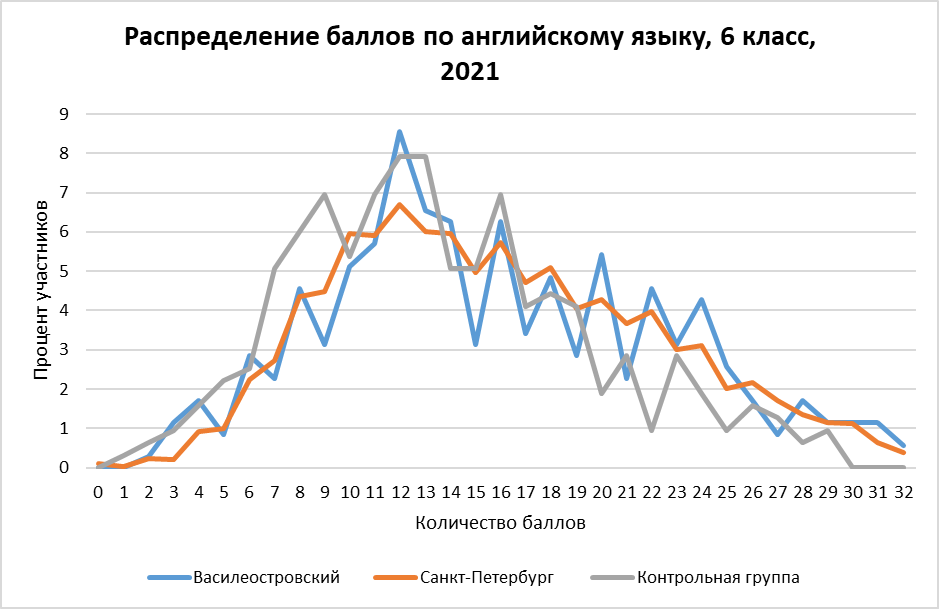 Распределение баллов по английскому языку, 6 класс,
2021
Процент участников
9
8
7
6
5
4
3
2
1
0
0 1 2 3 4 5 6 7 8 9 10 11 12 13 14 15 16 17 18 19 20 21 22 23 24 25 26 27 28 29 30 31 32
Количество баллов
Василеостровский Санкт-Петербург Контрольная группа